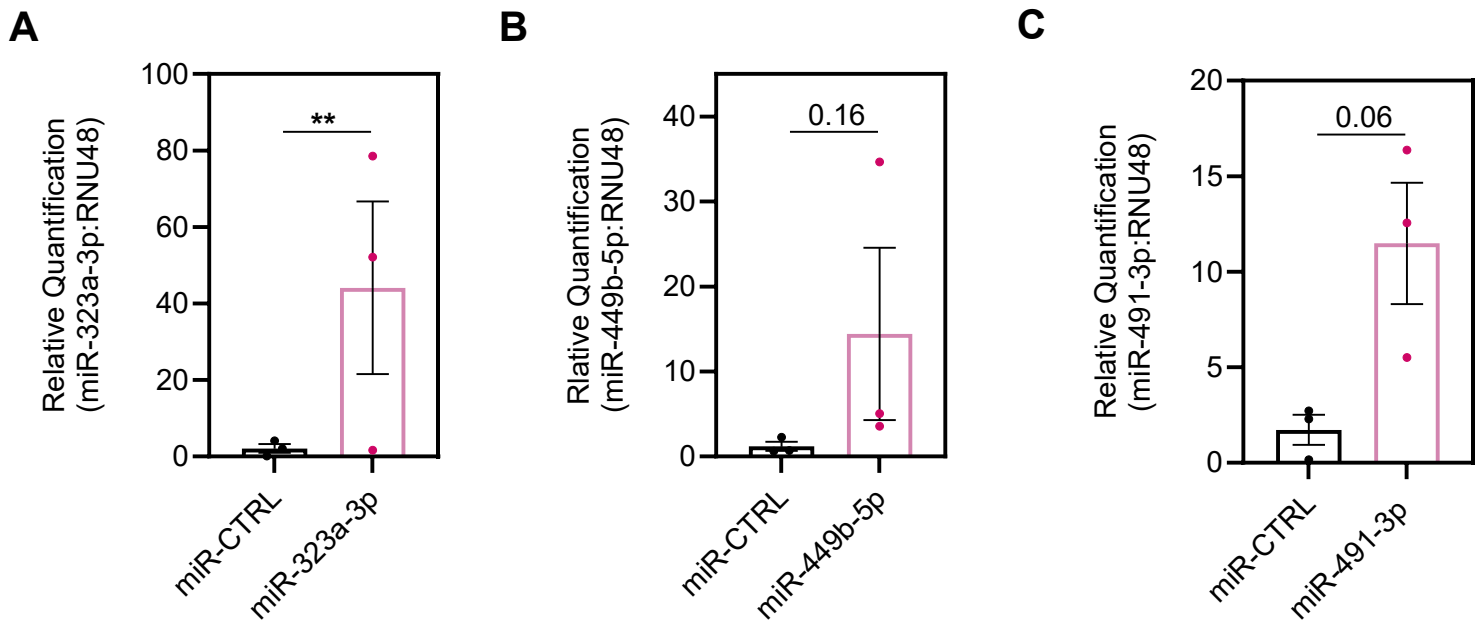 A
Relative Quantification
(miR-323a-3p:RNU48)
100
80
60
40
20
0
**
miR-CTRL
miR-323a-3p
B
Rlative Quantification
(miR-449b-5p:RNU48)
40
30
20
10
0
0.16
miR-CTRL
miR-449b-5p
C
Relative Quantification
(miR-491-3p:RNU48)
20
15
10
5
0
0.06
miR-CTRL
miR-491-3p